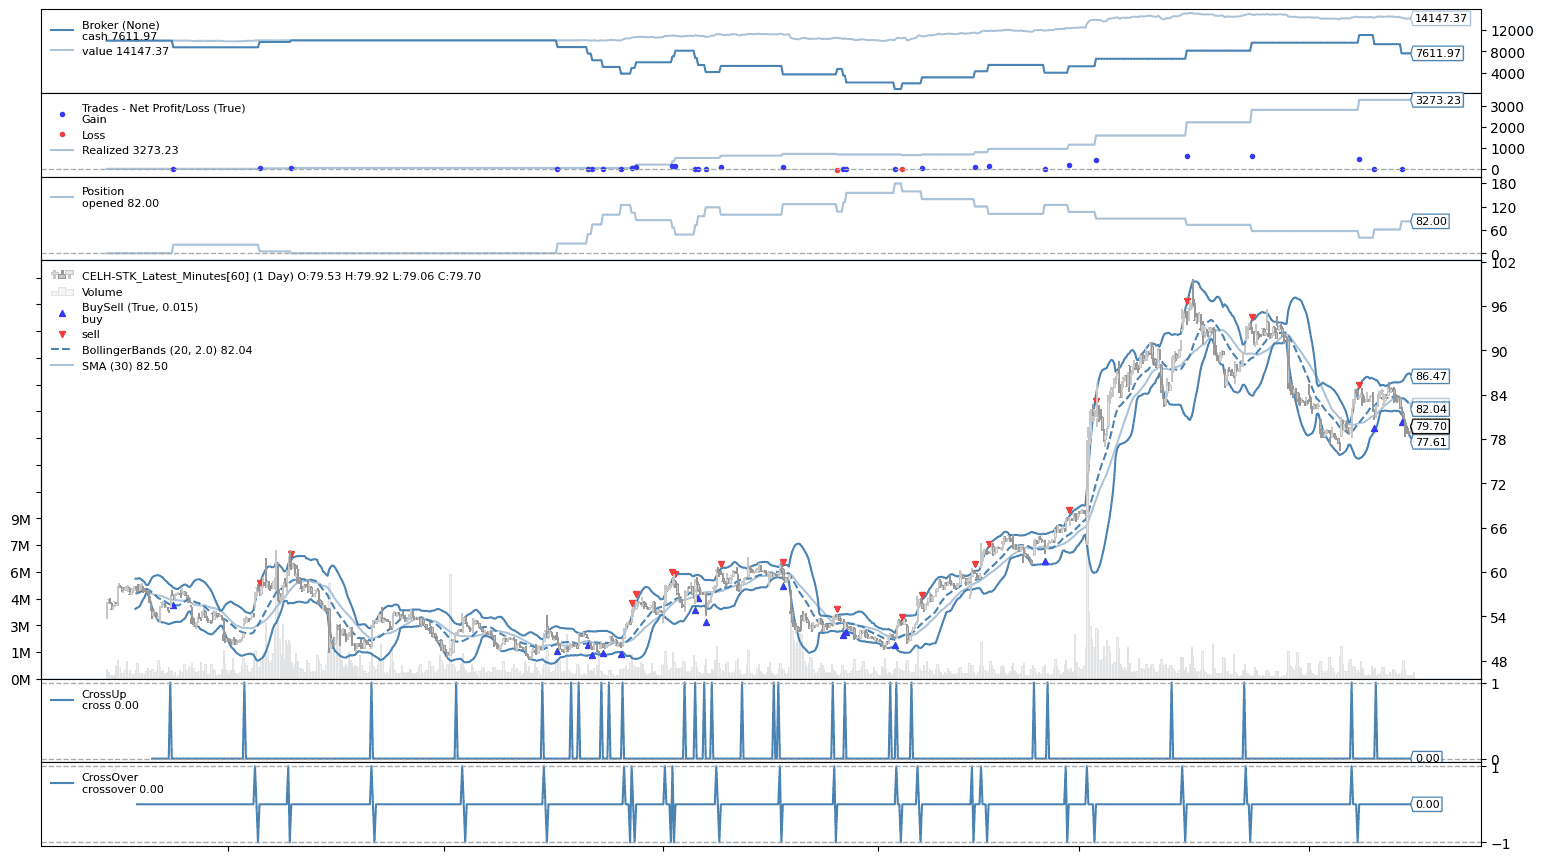 Broker (None)
cash 7611.97
value 14147.37
14147.37
12000
8000
7611.97
4000
Trades - Net Profit/Loss (True)
Gain
Loss
Realized 3273.23
3273.23
3000
2000
1000
0
Position
opened 82.00
180
120
82.00
60
0
CELH-STK_Latest_Minutes[60] (1 Day) O:79.53 H:79.92 L:79.06 C:79.70
Volume
BuySell (True, 0.015)
buy
sell
BollingerBands (20, 2.0) 82.04
SMA (30) 82.50
102
96
90
86.47
84
82.04
79.70
78
77.61
72
66
60
54
48
9M
7M
6M
4M
3M
1M
0M
CrossUp
cross 0.00
1
0.00
0
CrossOver
crossover 0.00
1
0.00
−1